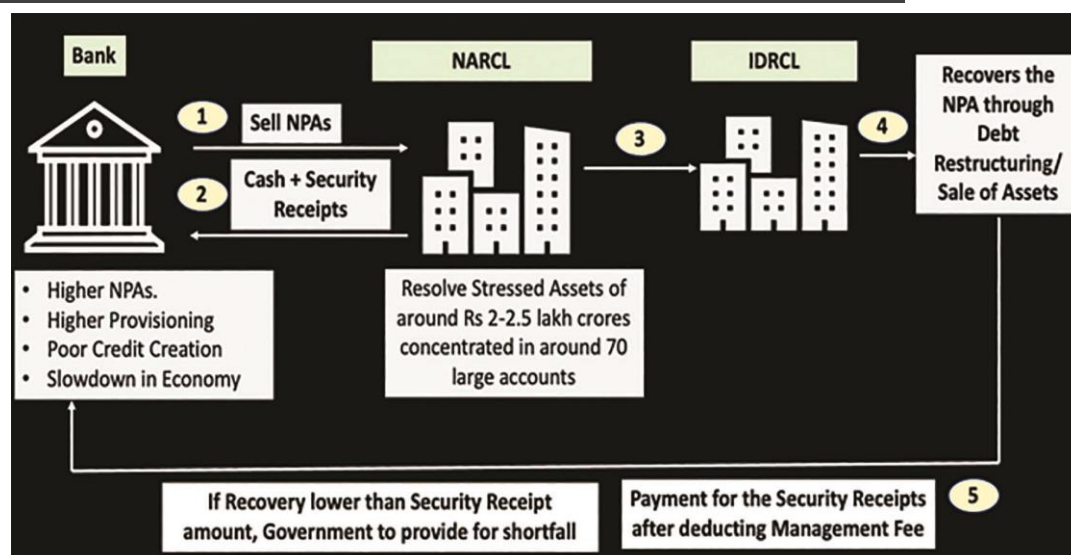 Bank
NARCL
IDRCL
1
Sell NPAs
2
Cash + Security
Receipts
3
4
Recovers the
NPA through
Debt
Restructuring/
Sale of Assets
• Higher NPAs.
• Higher Provisioning
• Poor Credit Creation
• Slowdown in Economy
Resolve Stressed Assets of
around Rs 2-2.5 lakh crores
concentrated in around 70
large accounts
If Recovery lower than Security Receipt
amount, Government to provide for shortfall
Payment for the Security Receipts
after deducting Management Fee
5